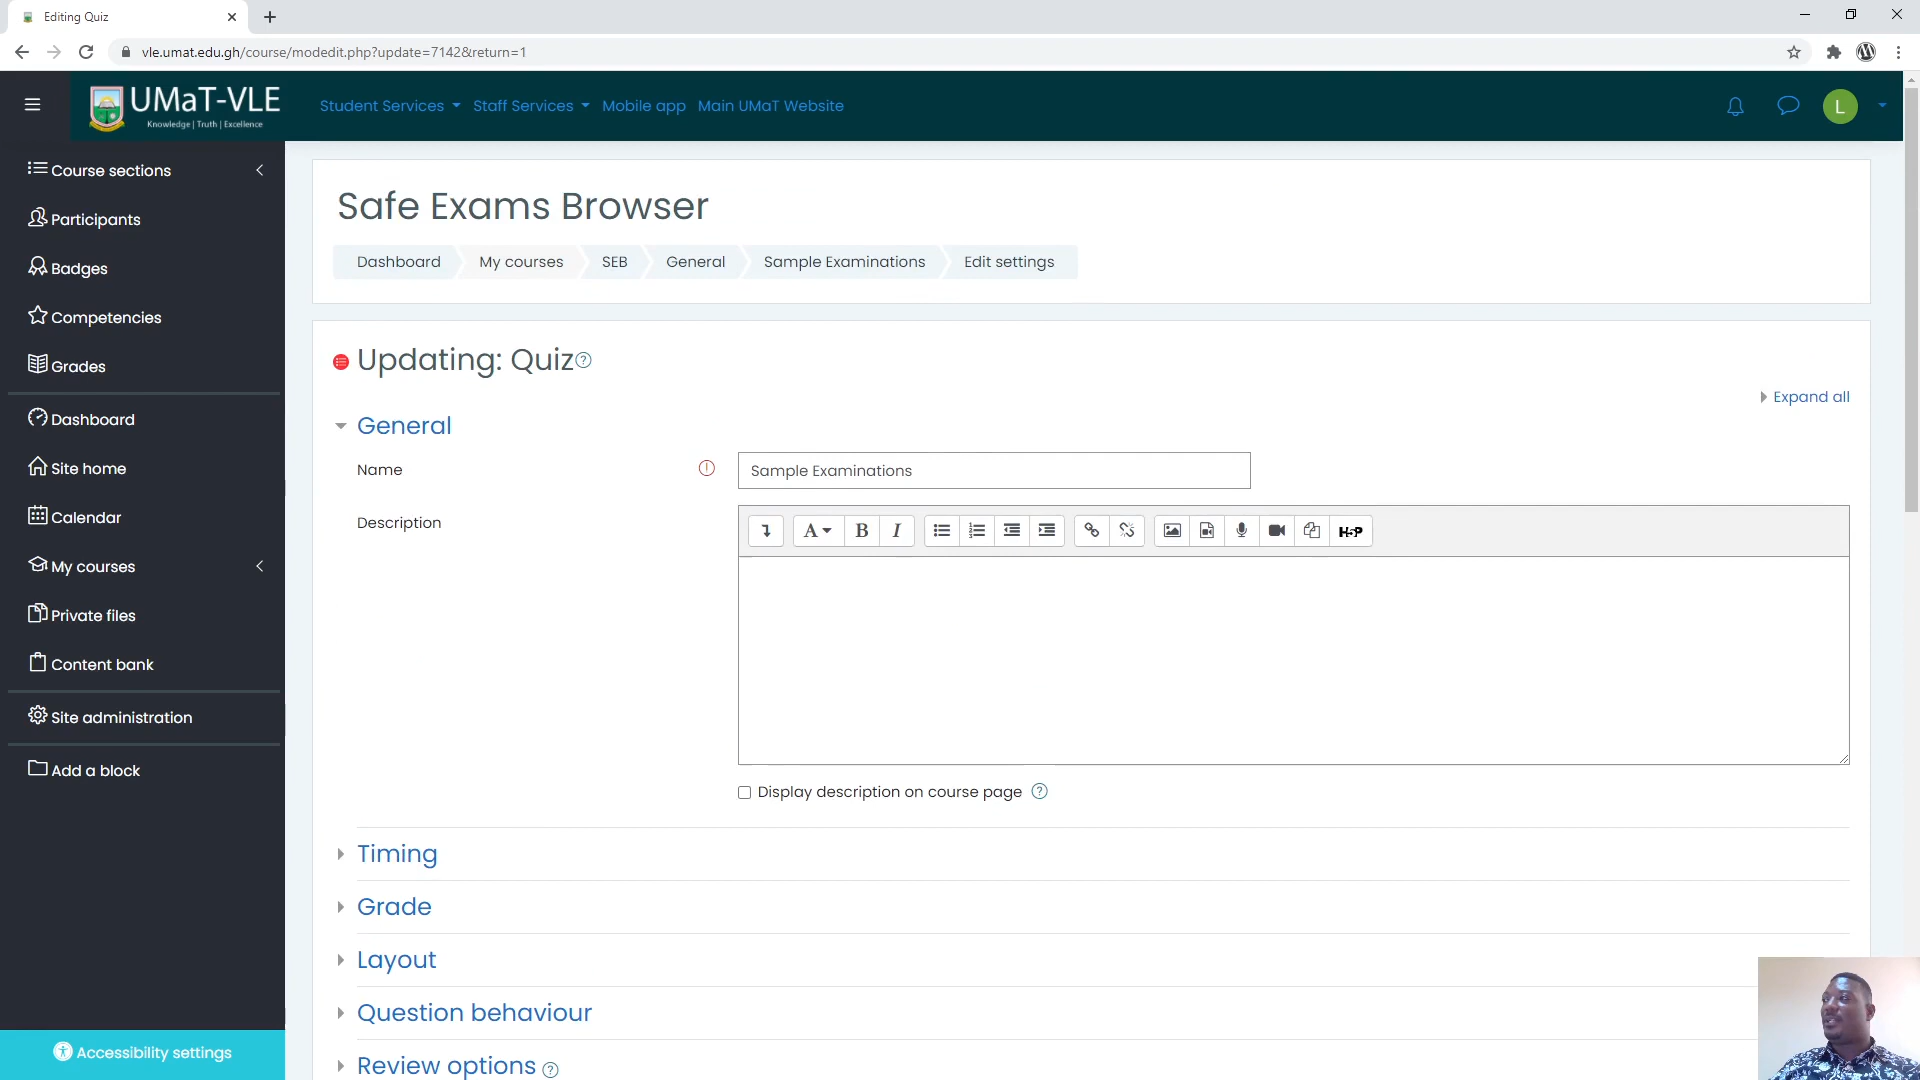 Editing Quiz
vle.umat.edu.gh/course/modedit.php?update=7142&return=1
UMaT-VLE
Knowledge | Truth | Excellence
Student Services Staff Services Mobile app Main UMaT Website
L
Course sections
Participants
Badges
Competencies
Grades
Dashboard
Site home
Calendar
My courses
Private files
Content bank
Site administration
Add a block
Accessibility settings
Safe Exams Browser
Dashboard My courses SEB General Sample Examinations Edit settings
Updating: Quiz
Expand all
General
Name
Sample Examinations
Description
A B I H5P
Display description on course page
Timing
Grade
Layout
Question behaviour
Review options